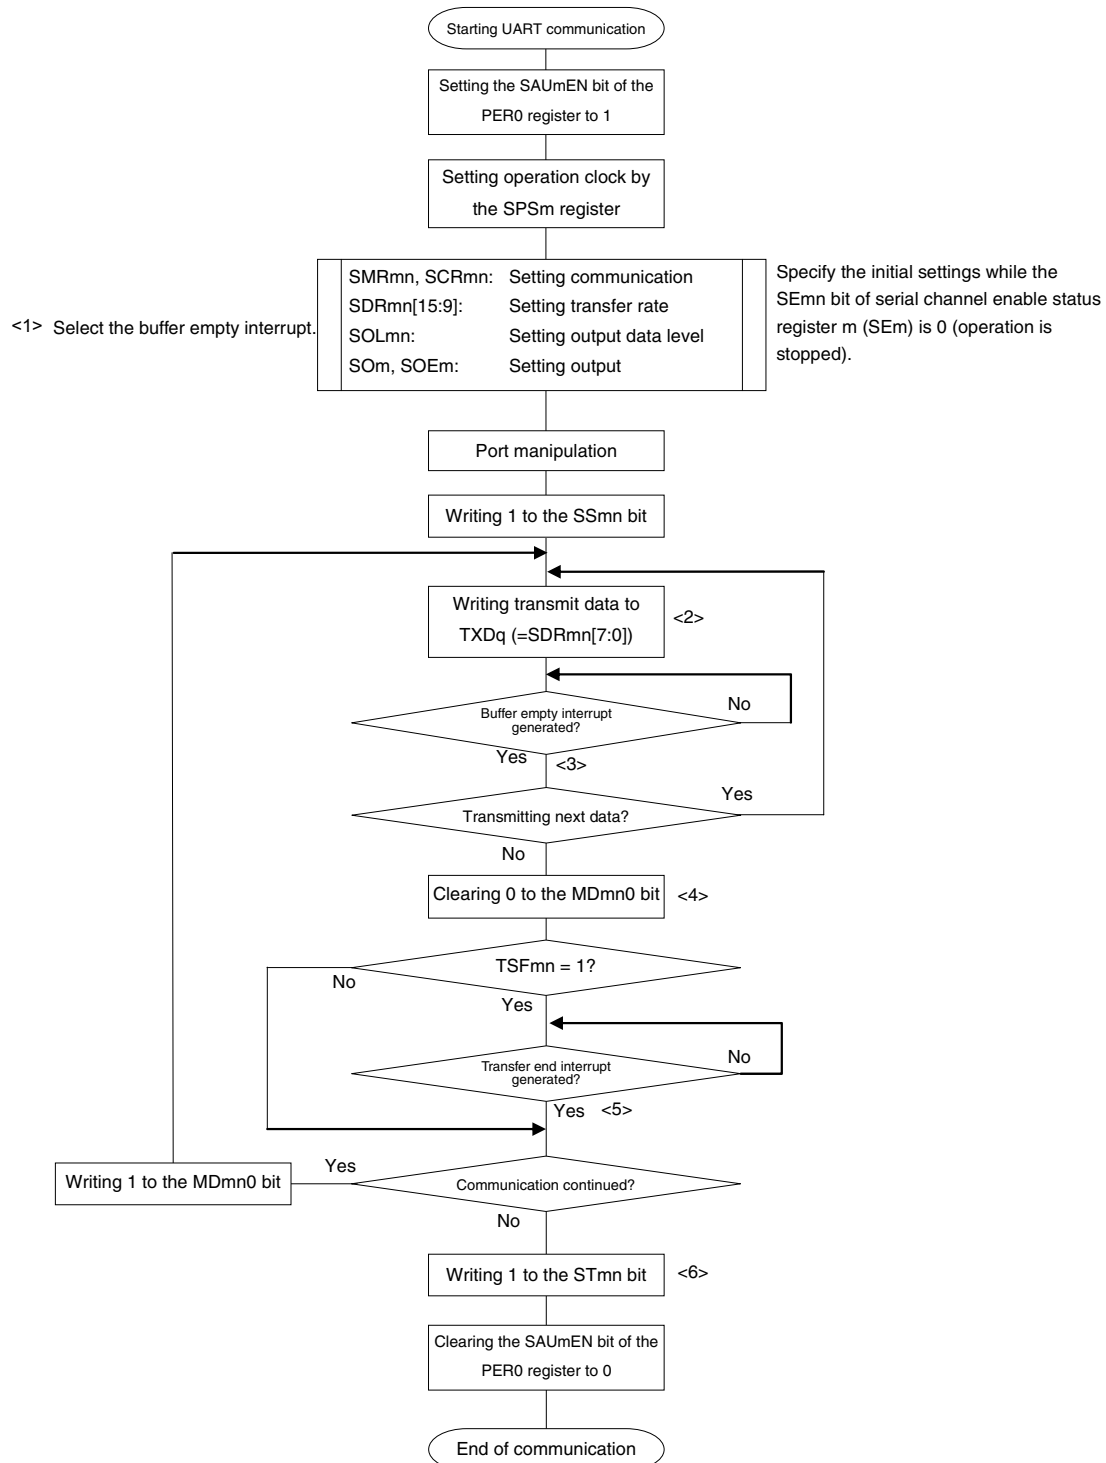 Starting UART communication
Setting the SAUmEN bit of the
PER0 register to 1
Setting operation clock by
the SPSm register
<1> Select the buffer empty interrupt.
SMRmn, SCRmn: Setting communication
SDRmn[15:9]: Setting transfer rate
SOLmn: Setting output data level
SOm, SOEm: Setting output
Specify the initial settings while the
SEmn bit of serial channel enable status
register m (SEm) is 0 (operation is
stopped).
Port manipulation
Writing 1 to the SSmn bit
Writing transmit data to
TXDq (=SDRmn[7:0])
<2>
Buffer empty interrupt
generated?
No
Yes
<3>
Transmitting next data?
Yes
No
Clearing 0 to the MDmn0 bit
<4>
TSFmn = 1?
No
Yes
Transfer end interrupt
generated?
No
Yes
<5>
Communication continued?
Yes
Writing 1 to the MDmn0 bit
No
Writing 1 to the STmn bit
<6>
Clearing the SAUmEN bit of the
PER0 register to 0
End of communication